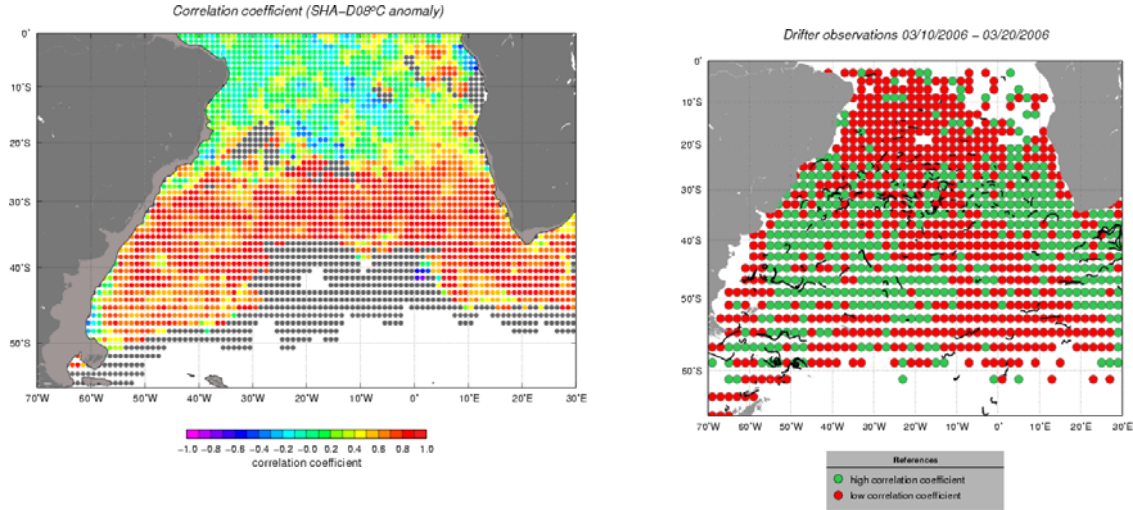 Correlation coefficient (SHA−D08ºC anomaly)
0˚
10˚S
20˚S
30˚S
40˚S
50˚S
70˚W 60˚W 50˚W 40˚W 30˚W 20˚W 10˚W 0˚ 10˚E 20˚E 30˚E
−1.0 −0.8 −0.6 −0.4 −0.2 −0.0 0.2 0.4 0.6 0.8 1.0
correlation coefficient
Drifter observations 03/10/2006 − 03/20/2006
0˚
10˚S
20˚S
30˚S
40˚S
50˚S
60˚S
70˚W 60˚W 50˚W 40˚W 30˚W 20˚W 10˚W 0˚ 10˚E 20˚E 30˚E
References
high correlation coefficient
low correlation coefficient